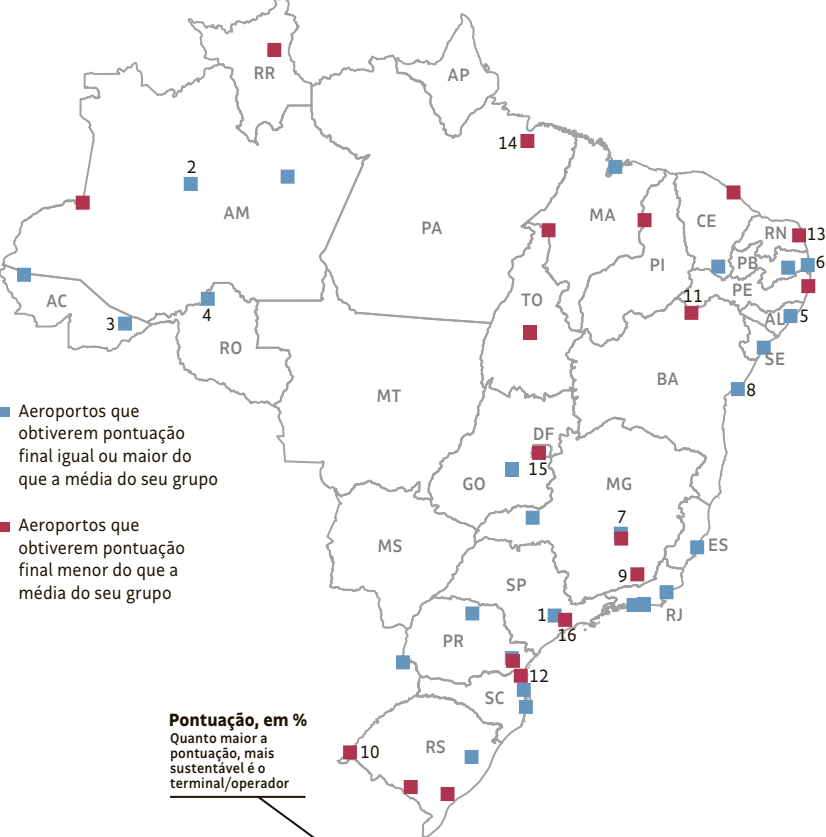 RR
AP
14
2
AM
PA
MA
CE
RN
13
PB
6
PI
PE
AC
3
4
TO
11
AL
5
RO
SE
MT
BA
8
Aeroportos que
obtiverem pontuação
final igual ou maior do
que a média do seu grupo
DF
15
GO
MG
7
Aeroportos que
obtiverem pontuação
final menor do que a
média do seu grupo
MS
ES
9
SP
1
16
RJ
PR
12
SC
Pontuação, em %
Quanto maior a
pontuação, mais
sustentável é o
terminal/operador
RS
10